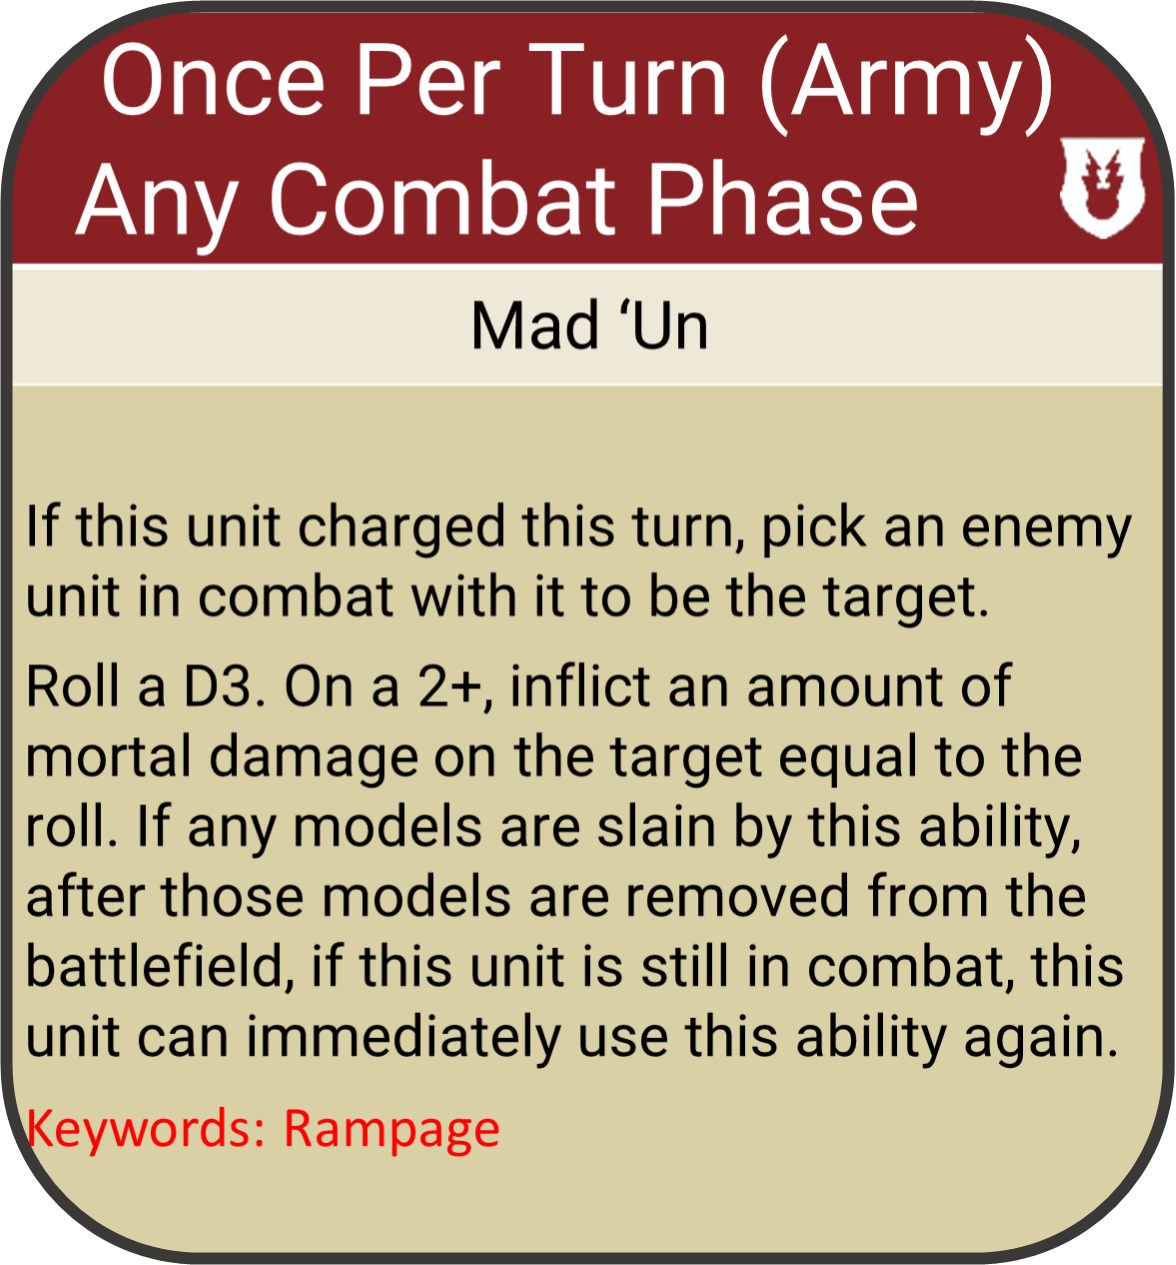 Once Per Turn (Army)
Any Combat Phase
Mad ‘Un
If this unit charged this turn, pick an enemy
unit in combat with it to be the target.
Roll a D3. On a 2+, inflict an amount of
mortal damage on the target equal to the
roll. If any models are slain by this ability,
after those models are removed from the
battlefield, if this unit is still in combat, this
unit can immediately use this ability again.
Keywords: Rampage